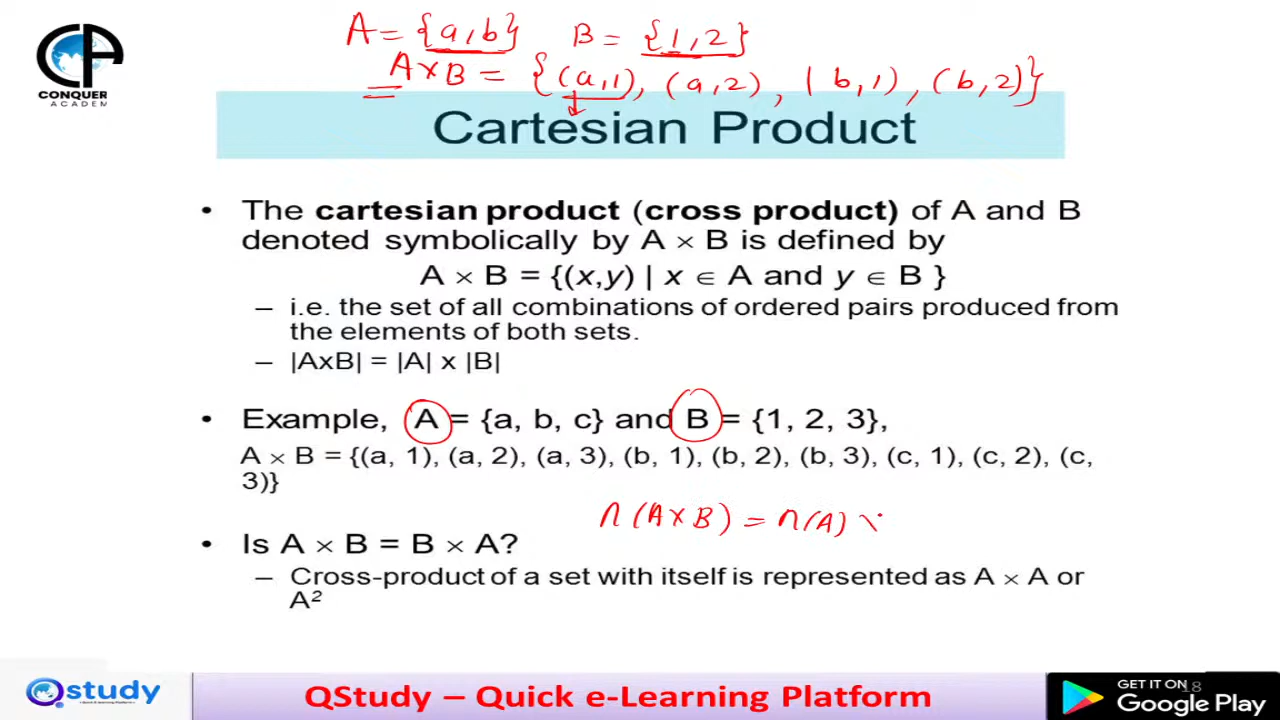 A = {a,b} B = {1,2}
A×B = {(a,1), (a,2), (b,1), (b,2)}
CONQUER
ACADEM
Cartesian Product
• The cartesian product (cross product) of A and B
denoted symbolically by A × B is defined by
A × B = {(x,y) | x ∈ A and y ∈ B }
– i.e. the set of all combinations of ordered pairs produced from
the elements of both sets.
– |AxB| = |A| x |B|
• Example, A = {a, b, c} and B = {1, 2, 3},
A × B = {(a, 1), (a, 2), (a, 3), (b, 1), (b, 2), (b, 3), (c, 1), (c, 2), (c,
3)}
n(A×B) = n(A) ×
• Is A × B = B × A?
– Cross-product of a set with itself is represented as A × A or
A²
Qstudy
QStudy – Quick e-Learning Platform
GET IT ON 18
Google Play